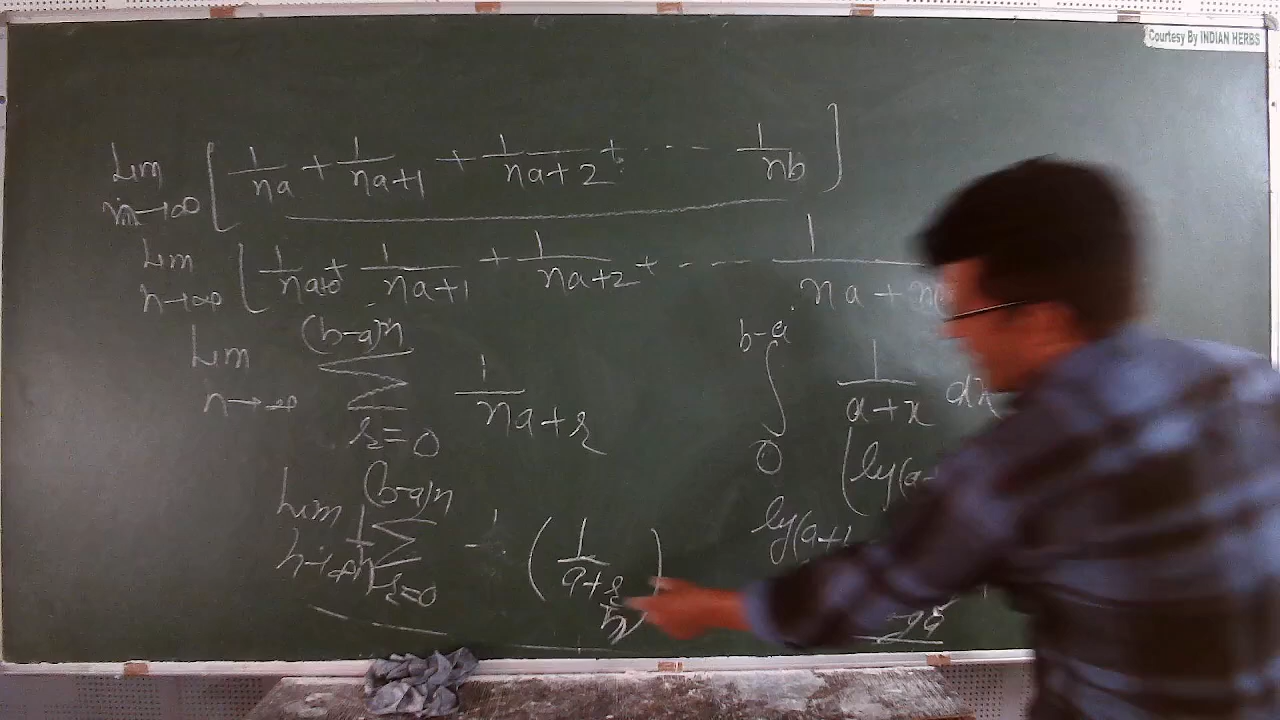 Courtesy By INDIAN HERBS
Lim n→∞ [ 1/na + 1/na+1 + 1/na+2 + ---- 1/nb ]
Lim n→∞ [ 1/na+0 + 1/na+1 + 1/na+2 + -- -- 1/na+
Lim n→∞ (b-a)n Σ r=0 1/na+r
b-a ∫ 0 1/a+x dx
(log(a+
Lim n→∞ 1/n (b-a)n Σ r=0 (1/a+r/n)
log(a+